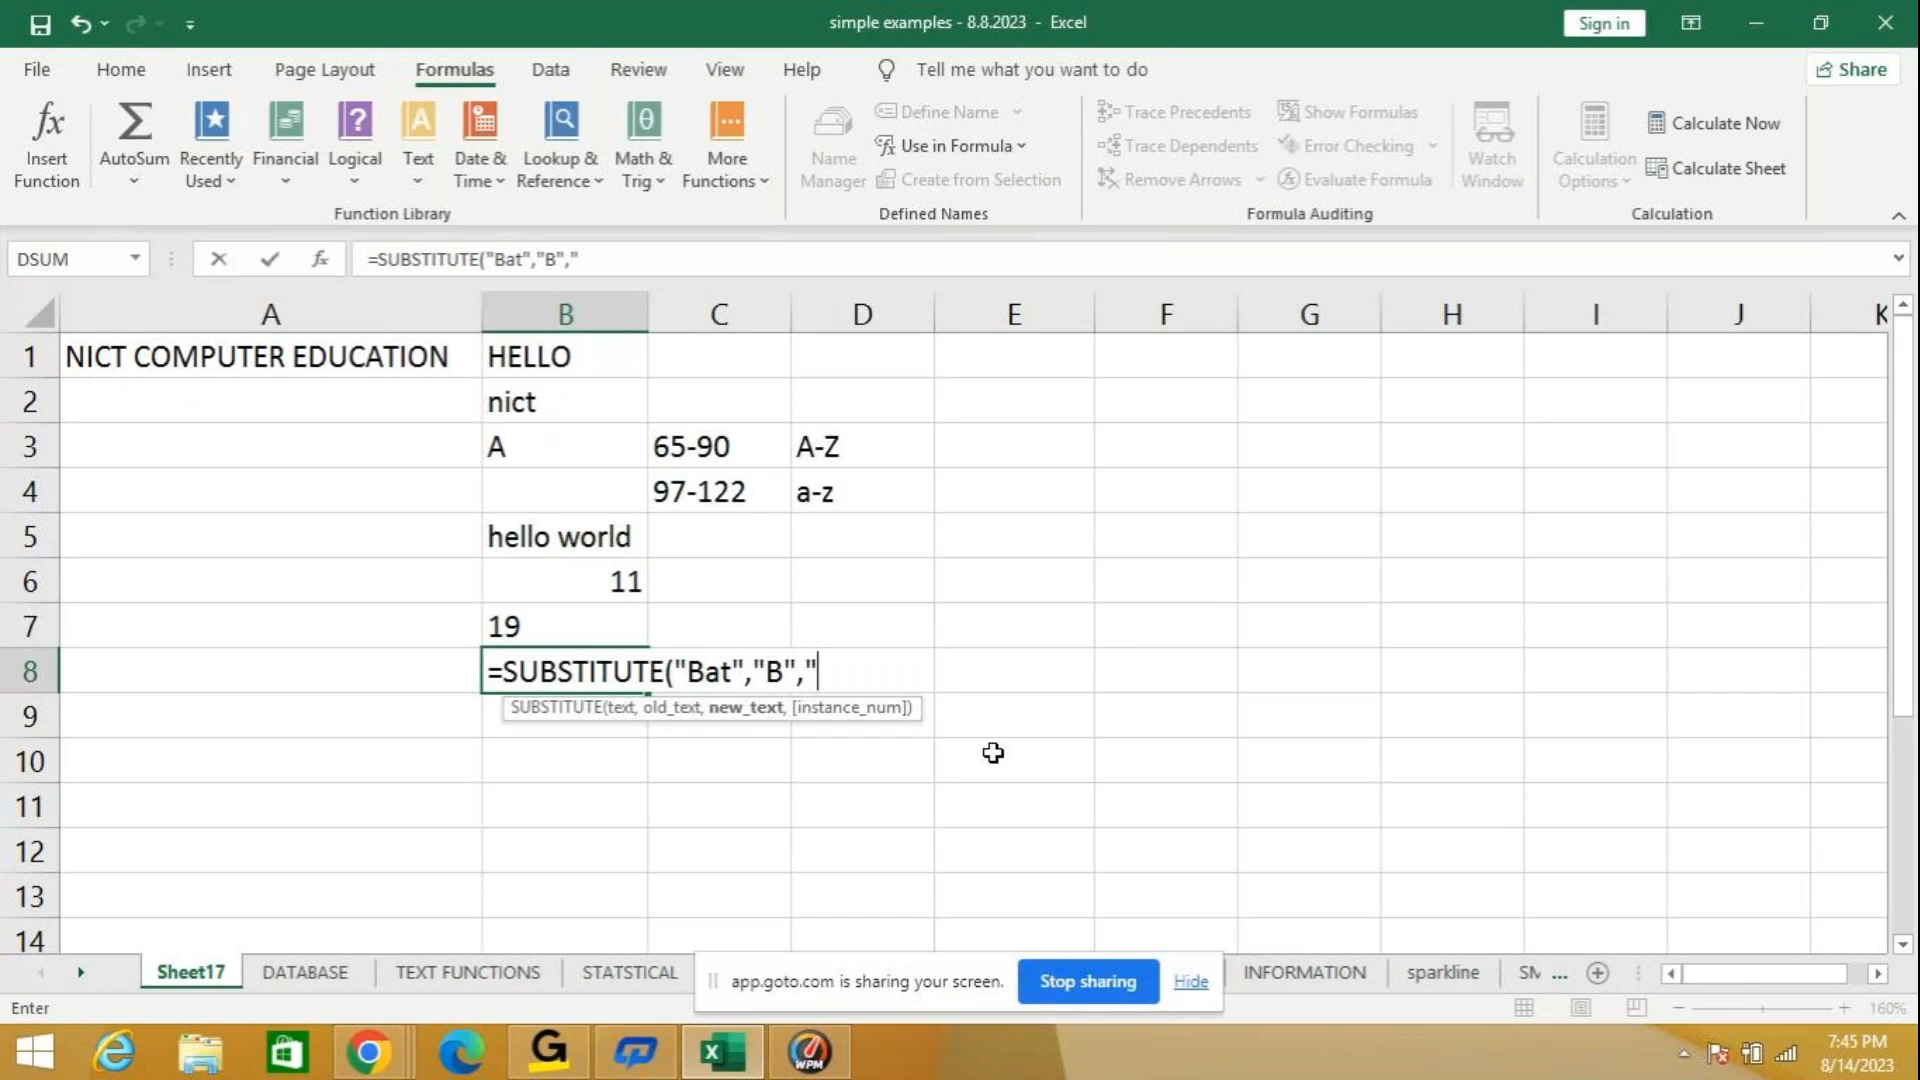 simple examples - 8.8.2023 - Excel
Sign in
File Home Insert Page Layout Formulas Data Review View Help Tell me what you want to do Share
fx Insert Function
Σ AutoSum
Recently Used
Financial
Logical
Text
Date & Time
Lookup & Reference
Math & Trig
More Functions
Function Library
Name Manager
Define Name
Use in Formula
Create from Selection
Defined Names
Trace Precedents
Trace Dependents
Remove Arrows
Show Formulas
Error Checking
Evaluate Formula
Watch Window
Formula Auditing
Calculation Options
Calculate Now
Calculate Sheet
Calculation
DSUM fx =SUBSTITUTE("Bat","B","
A B C D E F G H I J K
1 NICT COMPUTER EDUCATION HELLO
2 nict
3 A 65-90 A-Z
4 97-122 a-z
5 hello world
6 11
7 19
8 =SUBSTITUTE("Bat","B","
SUBSTITUTE(text, old_text, new_text, [instance_num])
9
10
11
12
13
14
Sheet17 DATABASE TEXT FUNCTIONS STATSTICAL INFORMATION sparkline SM ...
app.goto.com is sharing your screen. Stop sharing Hide
Enter
160%
WPM
7:45 PM
8/14/2023